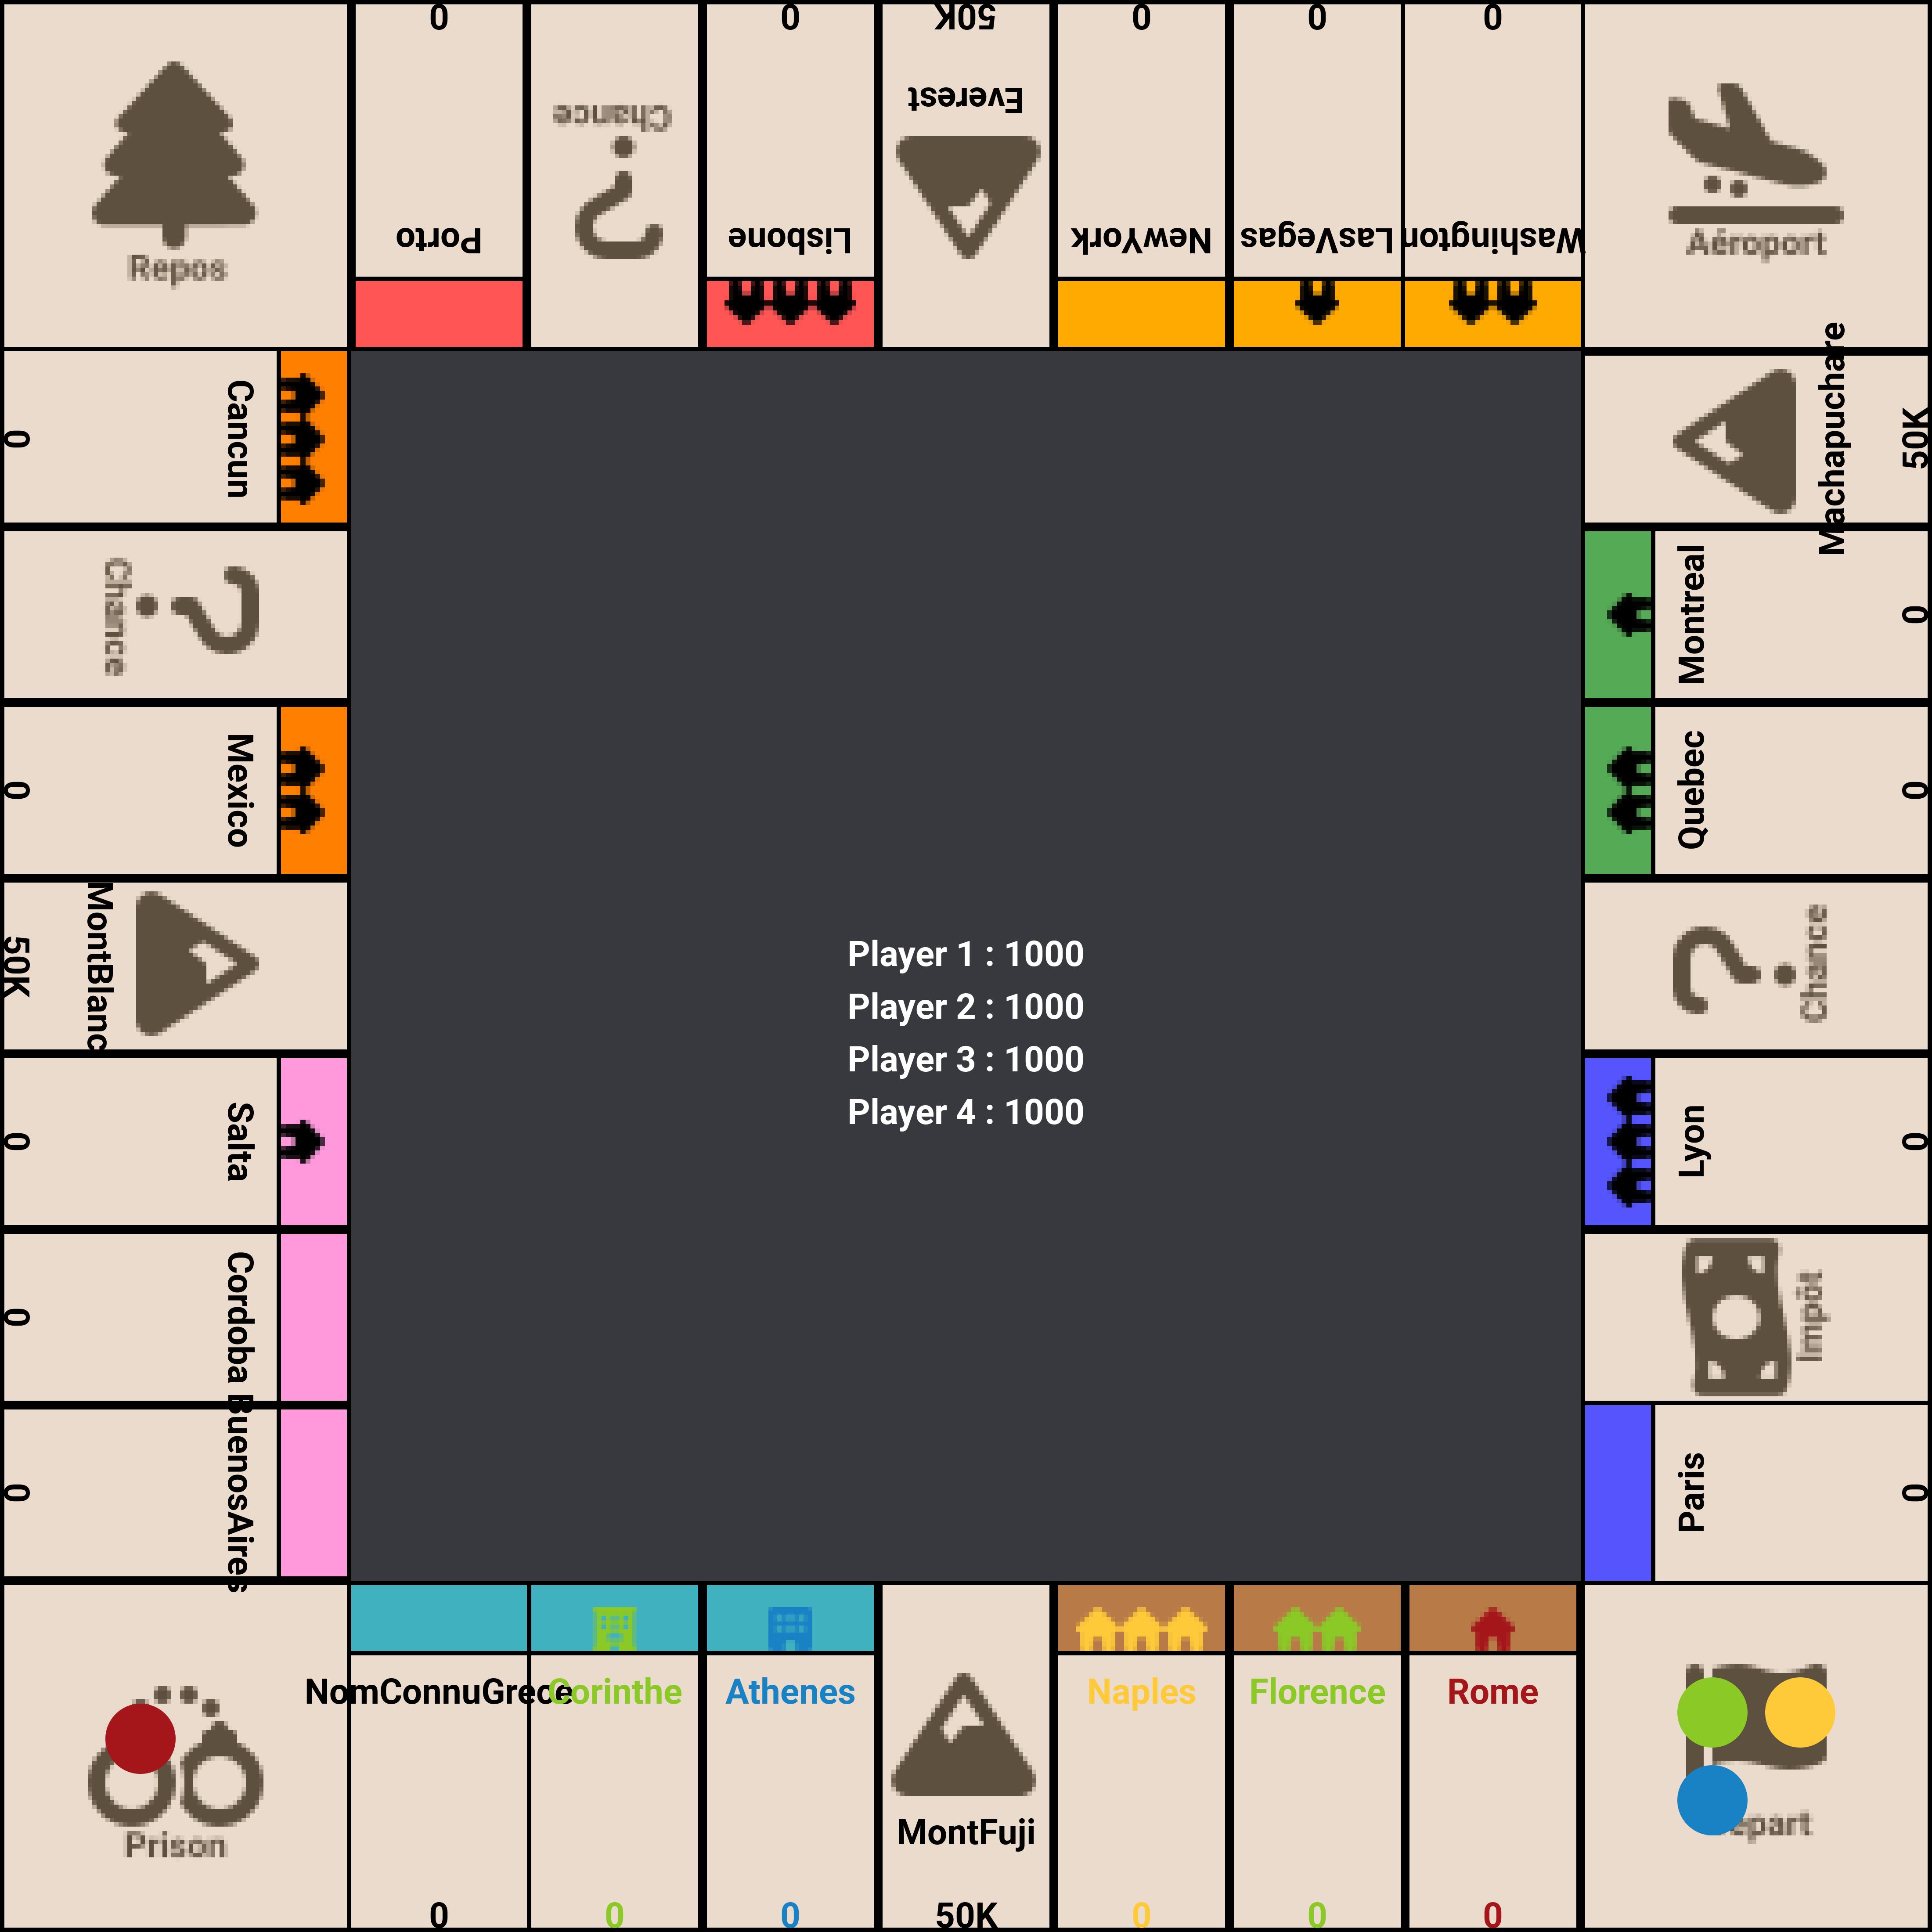 0
0
50K
0
0
0
Chance
Everest
Porto
Lisbone
NewYork
LasVegas
Washington
Repos
Aéroport
Cancun
0
Machapuchare
50K
Chance
Montreal
0
Mexico
0
Quebec
0
MontBlanc
50K
Chance
Player 1 : 1000
Player 2 : 1000
Player 3 : 1000
Player 4 : 1000
Salta
0
Lyon
0
Cordoba
0
Impôt
BuenosAires
0
Paris
0
NomConnuGrece
Corinthe
Athenes
Naples
Florence
Rome
Prison
MontFuji
epart
0
0
0
50K
0
0
0